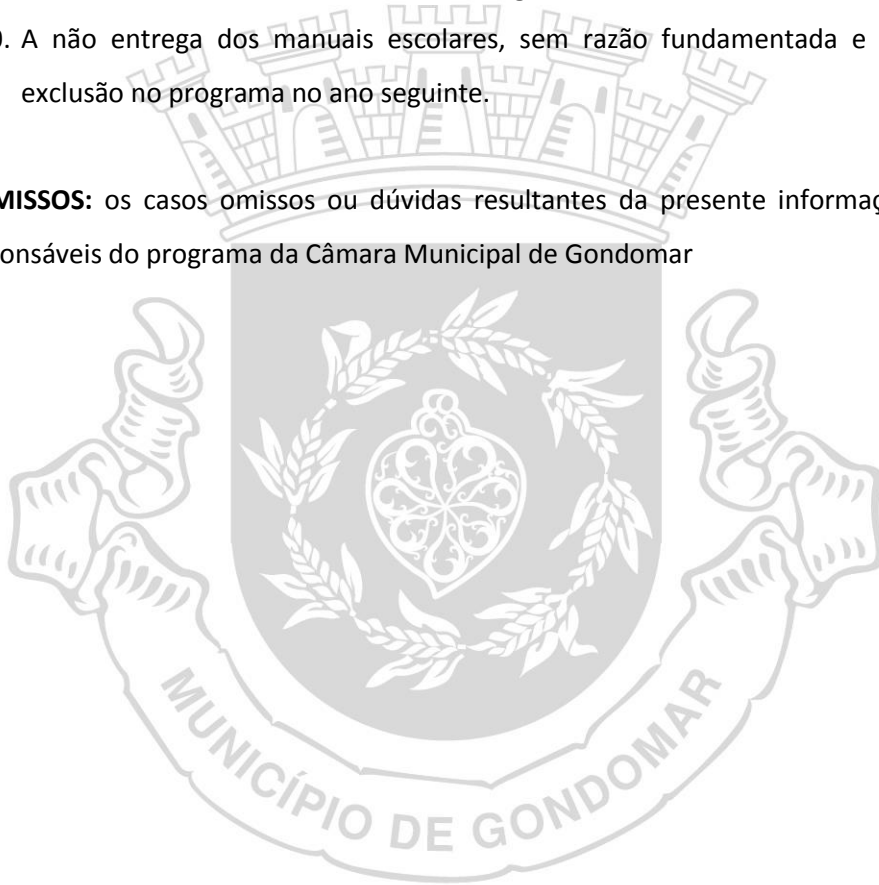 . A não entrega dos manuais escolares, sem razão fundamentada e
exclusão no programa no ano seguinte.
MISSOS: os casos omissos ou dúvidas resultantes da presente informaç
onsáveis do programa da Câmara Municipal de Gondomar
MUNICÍPIO DE GONDOMAR